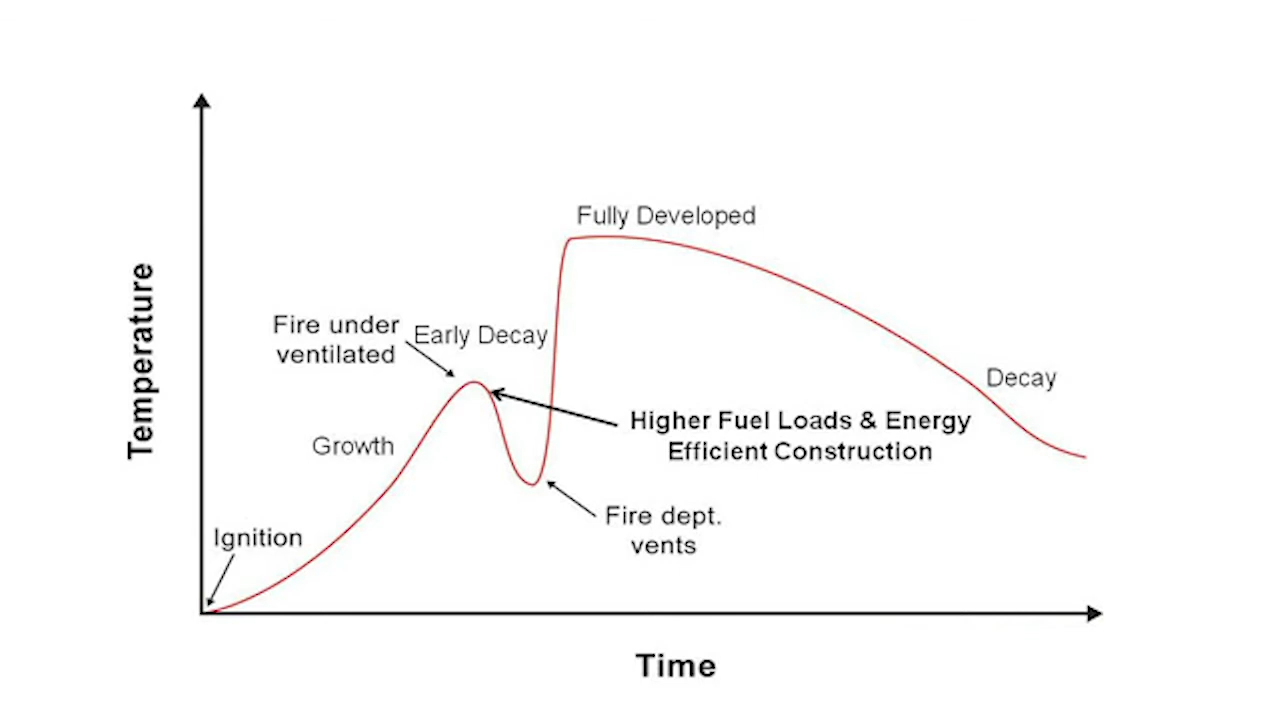 Fully Developed
Fire under
ventilated
Early Decay
Decay
Higher Fuel Loads & Energy
Efficient Construction
Growth
Fire dept.
vents
Ignition
Temperature
Time